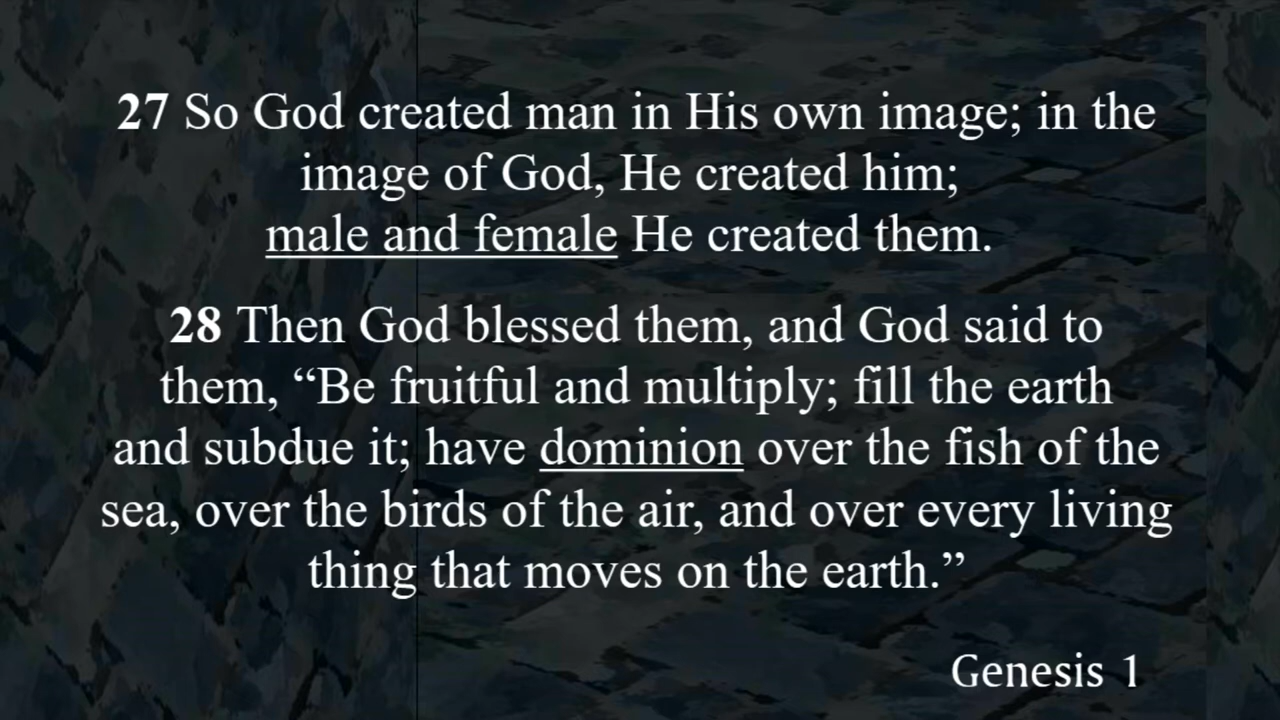 27 So God created man in His own image; in the
image of God, He created him;
male and female He created them.
28 Then God blessed them, and God said to
them, “Be fruitful and multiply; fill the earth
and subdue it; have dominion over the fish of the
sea, over the birds of the air, and over every living
thing that moves on the earth.”
Genesis 1